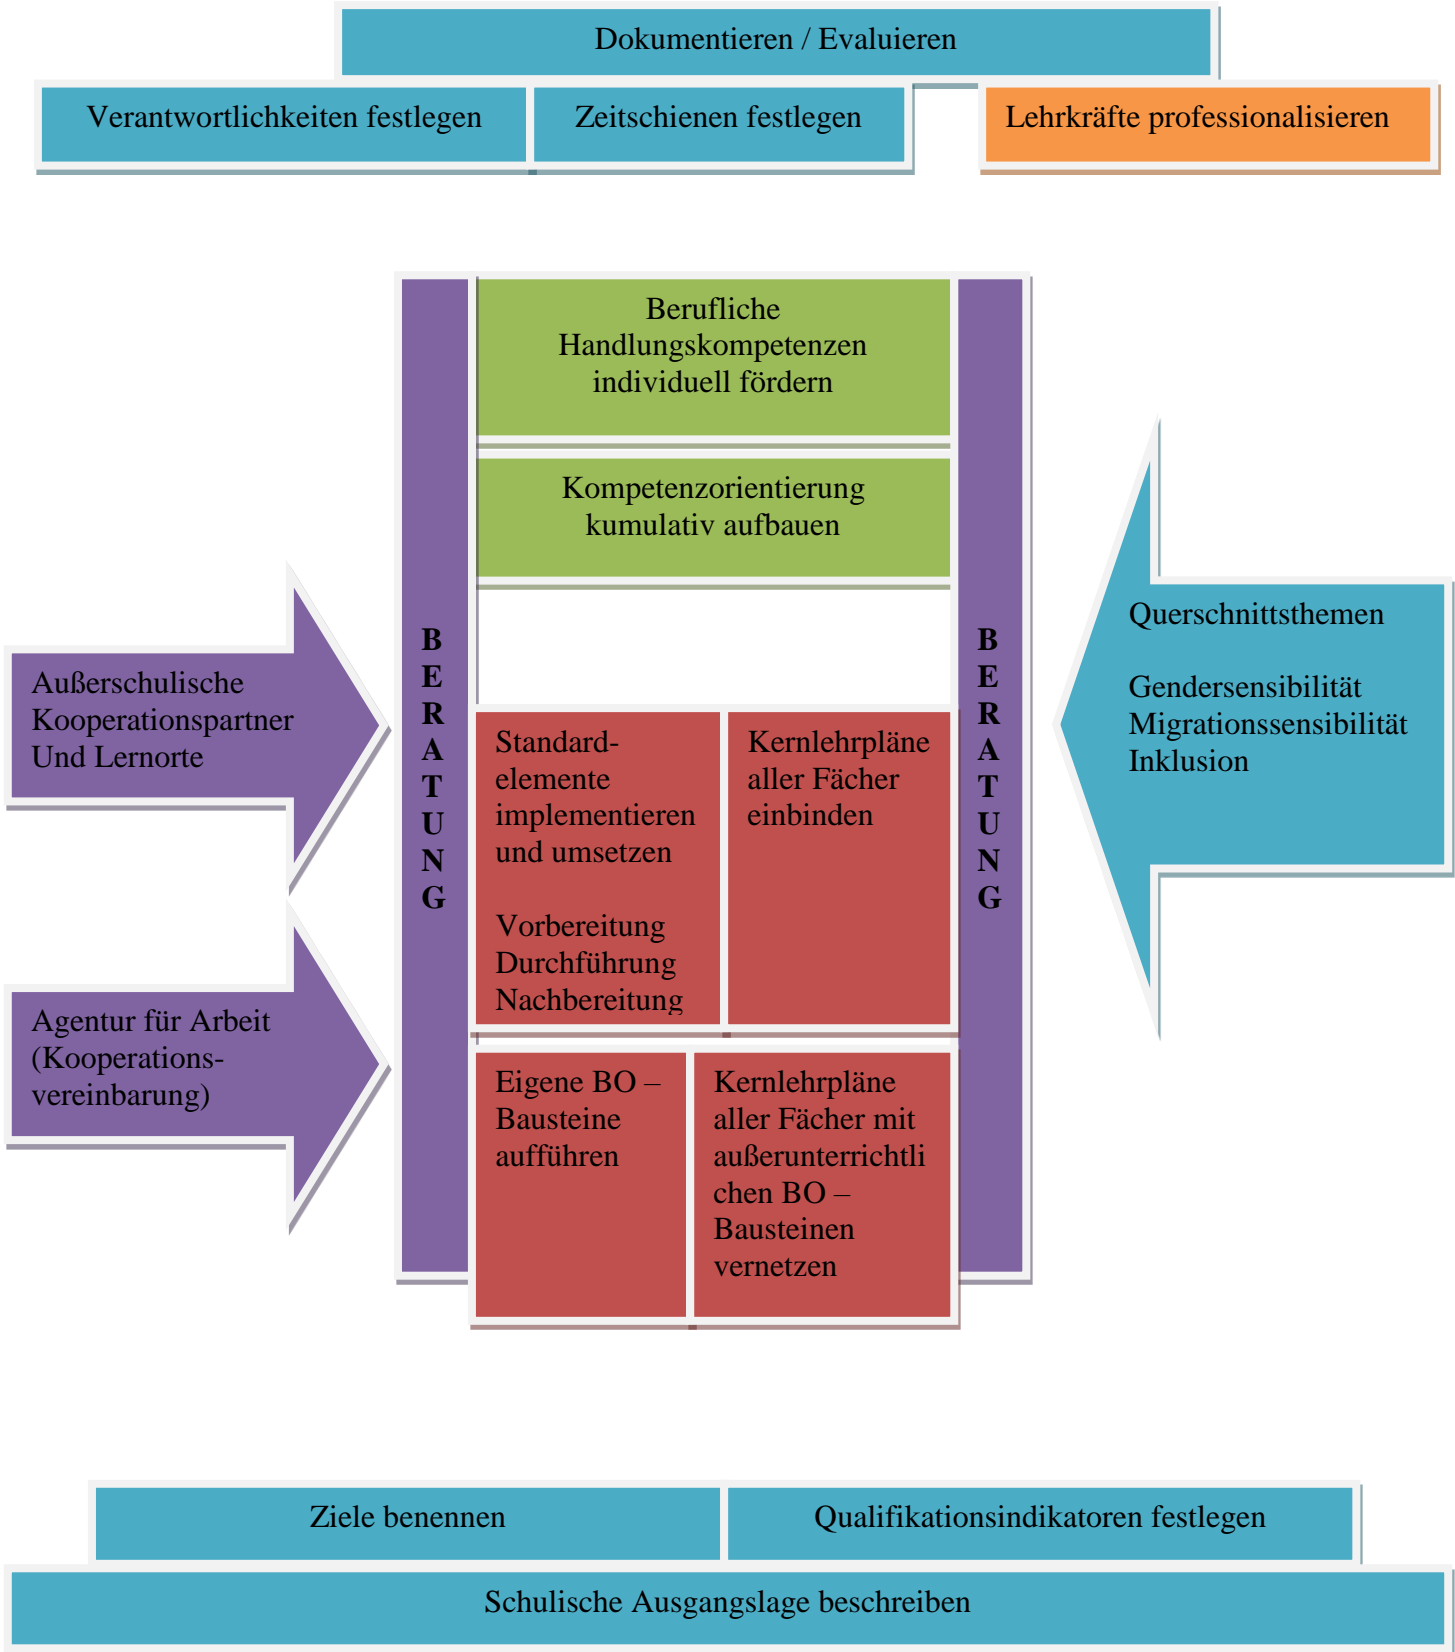 Dokumentieren / Evaluieren
Verantwortlichkeiten festlegen
Zeitschienen festlegen
Lehrkräfte professionalisieren
Berufliche
Handlungskompetenzen
individuell fördern
Kompetenzorientierung
kumulativ aufbauen
Außerschulische
Kooperationspartner
Und Lernorte
Agentur für Arbeit
(Kooperations-
vereinbarung)
B
E
R
A
T
U
N
G
Standard-
elemente
implementieren
und umsetzen
Vorbereitung
Durchführung
Nachbereitung
Kernlehrpläne
aller Fächer
einbinden
Eigene BO –
Bausteine
aufführen
Kernlehrpläne
aller Fächer mit
außerunterrichtli
chen BO –
Bausteinen
vernetzen
B
E
R
A
T
U
N
G
Querschnittsthemen
Gendersensibilität
Migrationssensibilität
Inklusion
Ziele benennen
Qualifikationsindikatoren festlegen
Schulische Ausgangslage beschreiben